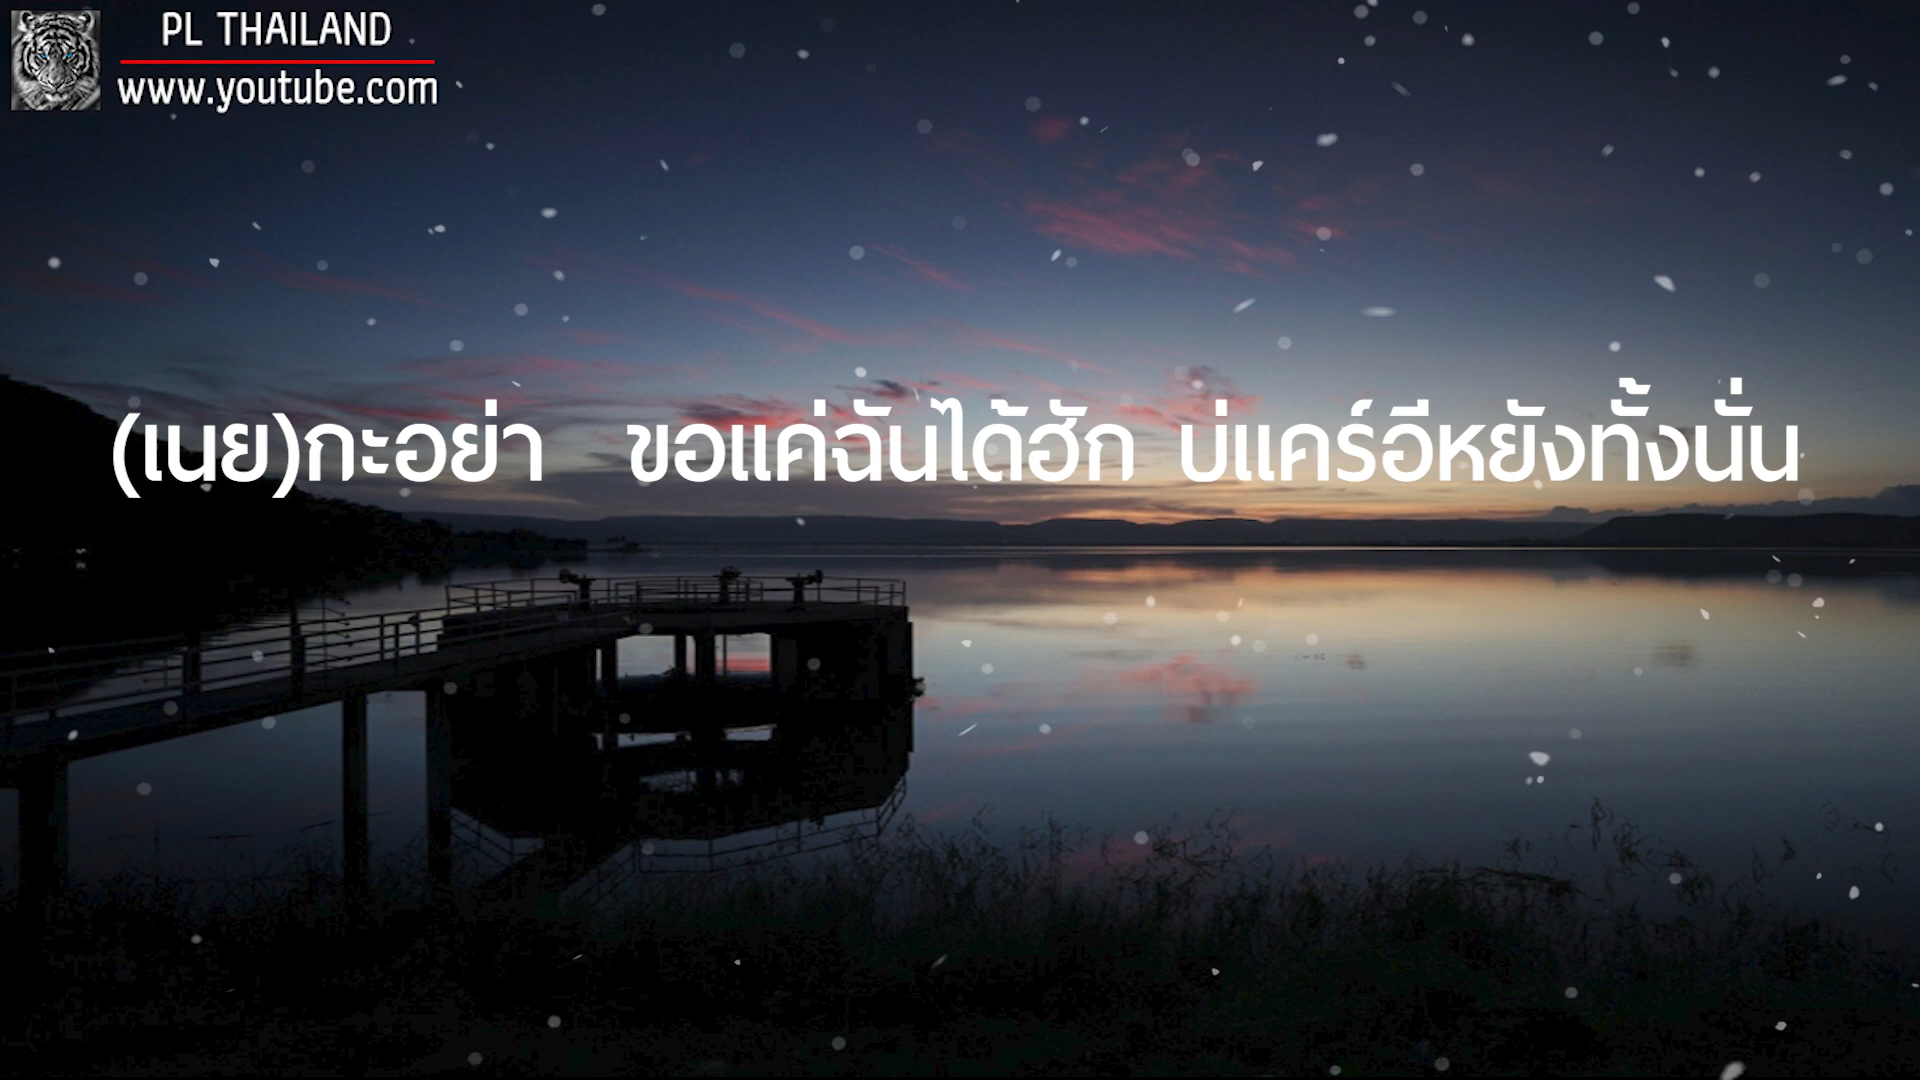 PL THAILAND
www.youtube.com
(เนย)กะอย่า ขอแค่ฉันได้ฮัก บ่แคร์อีหยังทั้งนั่น